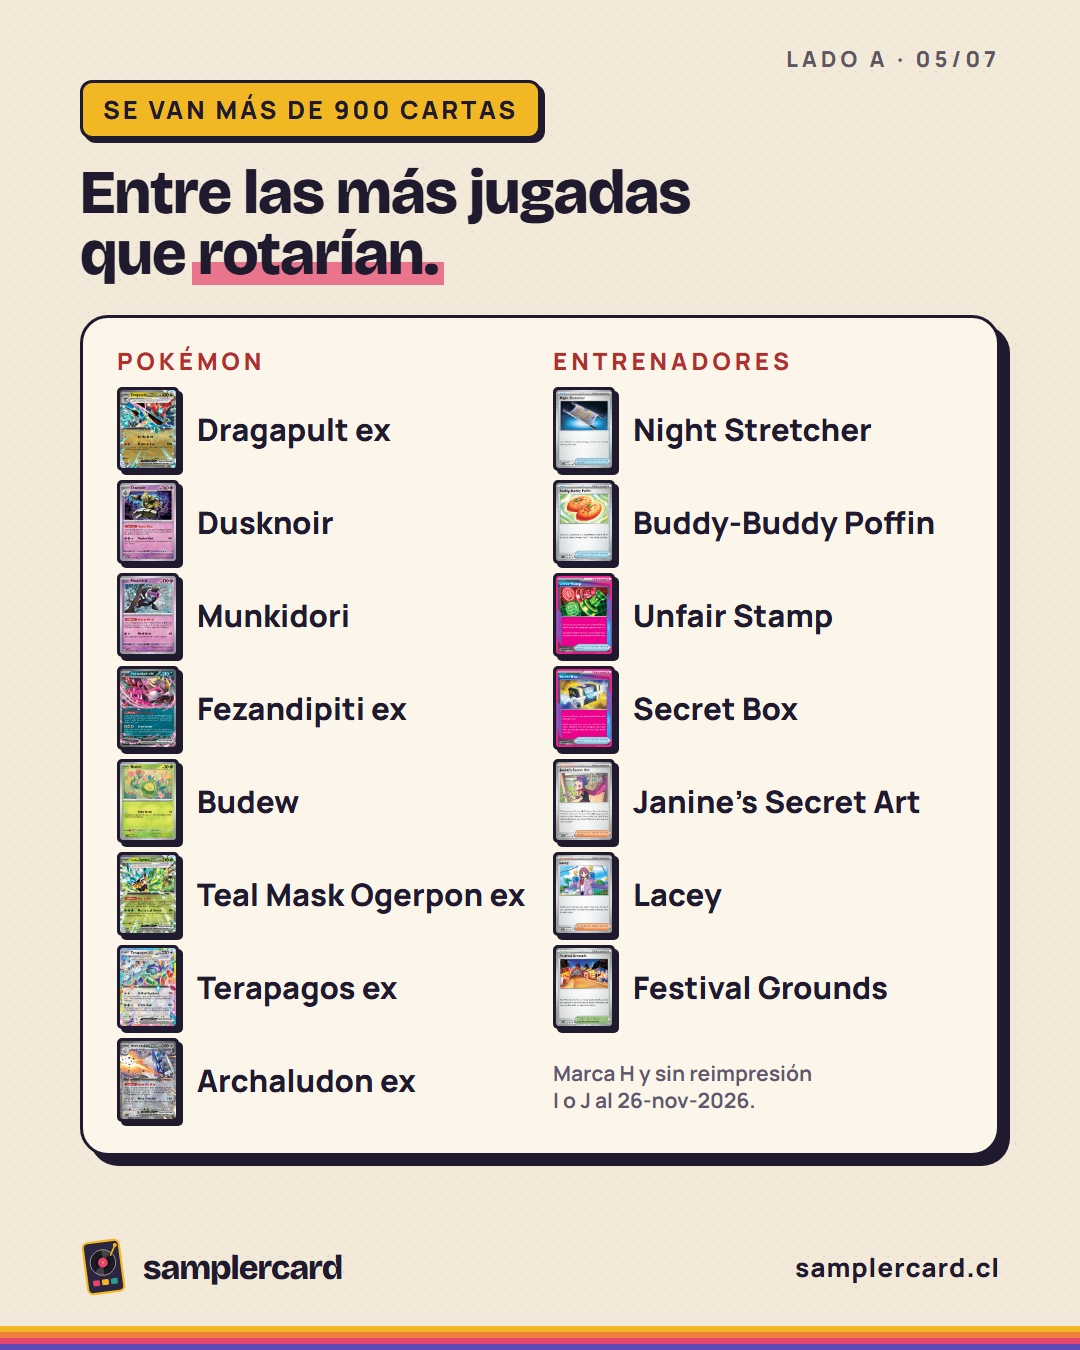 LADO A · 05/07
SE VAN MÁS DE 900 CARTAS
Entre las más jugadas
que rotarían.
POKÉMON
Dragapult ex
Dusknoir
Munkidori
Fezandipiti ex
Budew
Teal Mask Ogerpon ex
Terapagos ex
Archaludon ex
ENTRENADORES
Night Stretcher
Buddy-Buddy Poffin
Unfair Stamp
Secret Box
Janine’s Secret Art
Lacey
Festival Grounds
Marca H y sin reimpresión
I o J al 26-nov-2026.
samplercard
samplercard.cl